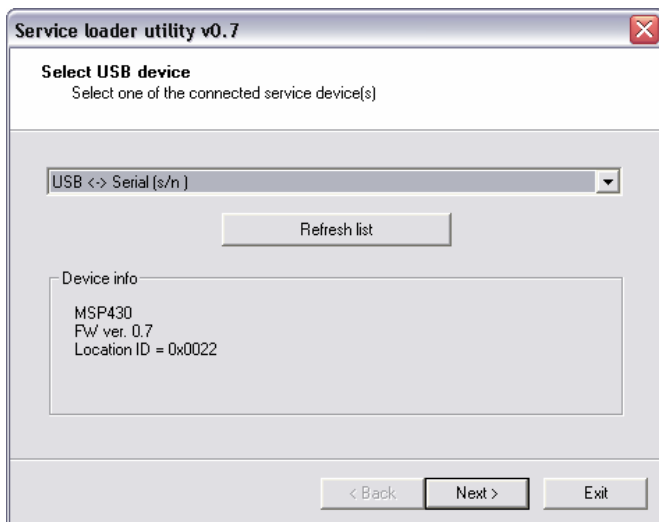 Service loader utility v0.7
Select USB device
Select one of the connected service device(s)
USB <-> Serial (s/n )
Refresh list
Device info
MSP430
FW ver. 0.7
Location ID = 0x0022
< Back
Next >
Exit